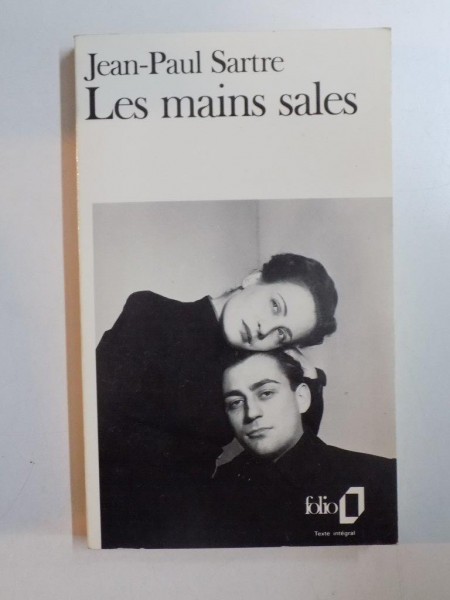 Jean-Paul Sartre
Les mains sales
folio
Texte intégral